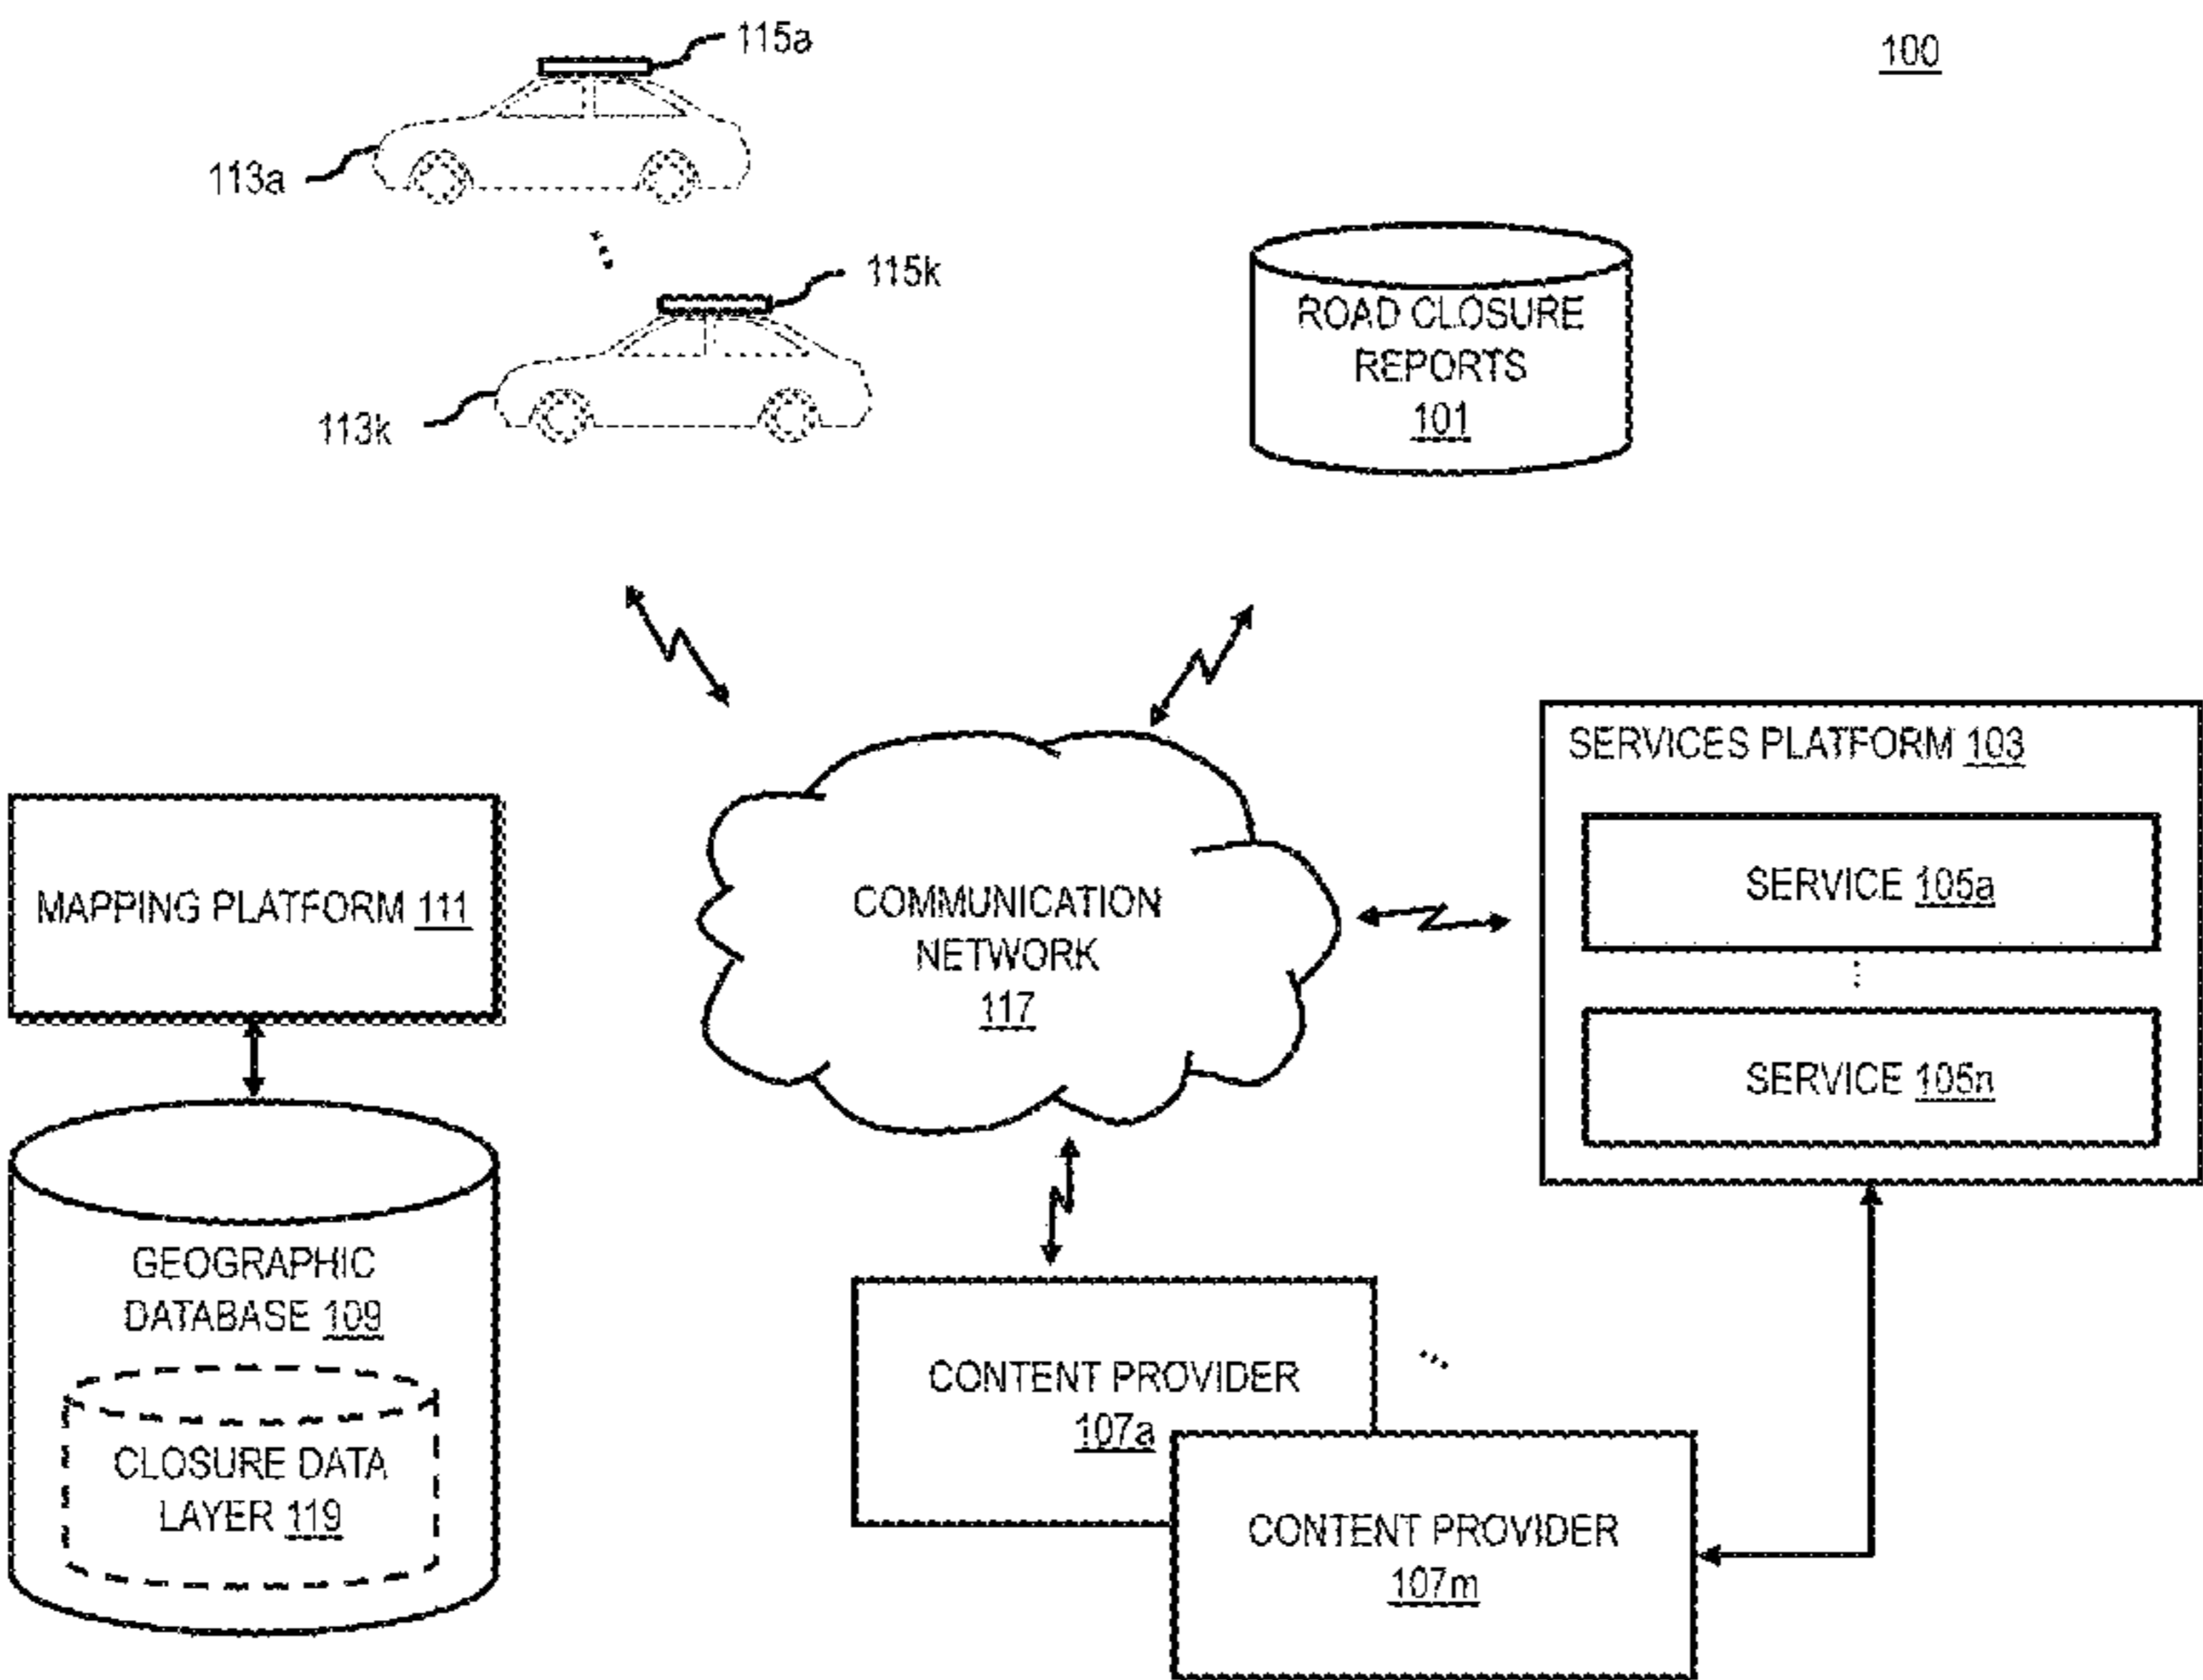 115a
100
113a
115k
113k
ROAD CLOSURE
REPORTS
101
SERVICES PLATFORM 103
SERVICE 105a
SERVICE 105n
MAPPING PLATFORM 111
COMMUNICATION
NETWORK
117
GEOGRAPHIC
DATABASE 109
CLOSURE DATA
LAYER 119
CONTENT PROVIDER
107a
CONTENT PROVIDER
107m